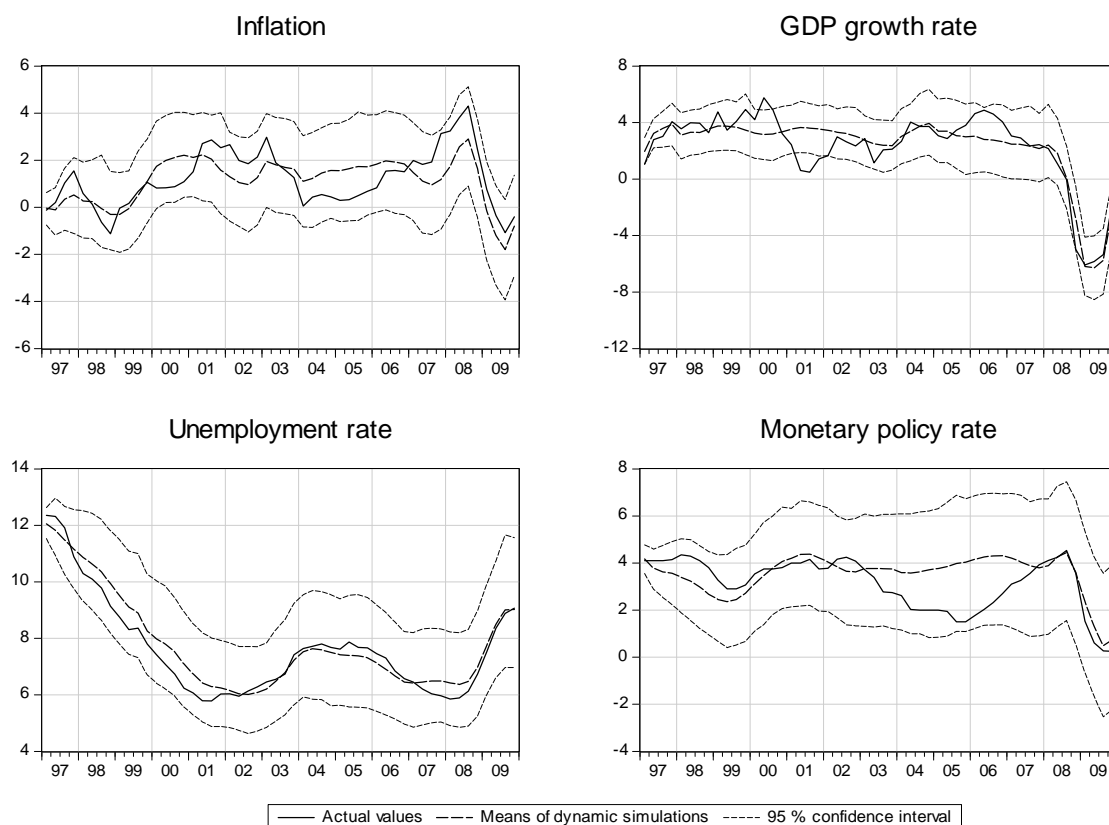 Inflation
6
4
2
0
-2
-4
-6
97 98 99 00 01 02 03 04 05 06 07 08 09
GDP growth rate
8
4
0
-4
-8
-12
97 98 99 00 01 02 03 04 05 06 07 08 09
Unemployment rate
14
12
10
8
6
4
97 98 99 00 01 02 03 04 05 06 07 08 09
Monetary policy rate
8
6
4
2
0
-2
-4
97 98 99 00 01 02 03 04 05 06 07 08 09
Actual values Means of dynamic simulations 95 % confidence interval